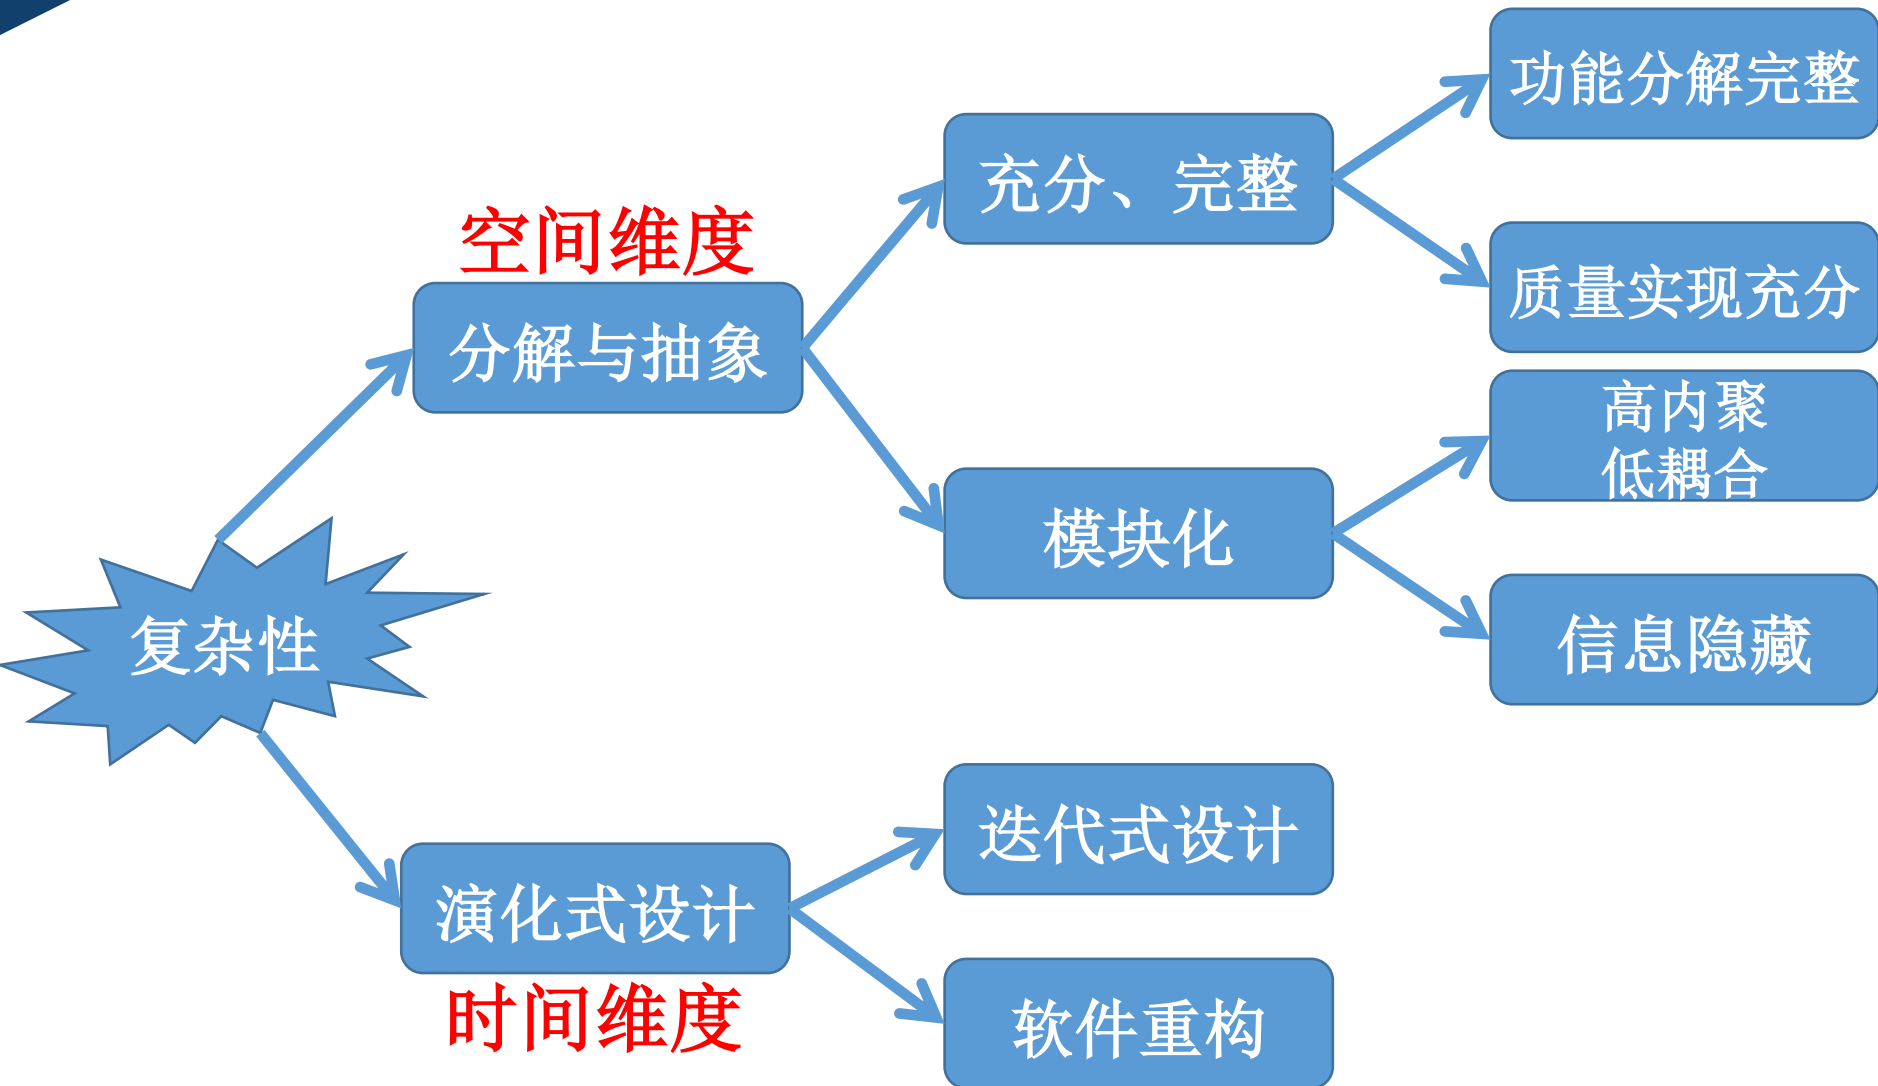 功能分解完整
充分、完整
空间维度
质量实现充分
分解与抽象
高内聚
低耦合
模块化
信息隐藏
复杂性
迭代式设计
演化式设计
时间维度
软件重构